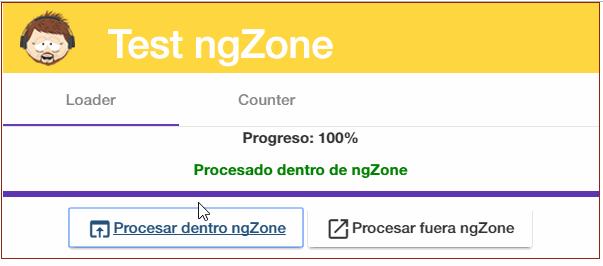 Test ngZone
Loader Counter
Progreso: 100%
Procesado dentro de ngZone
Procesar dentro ngZone Procesar fuera ngZone